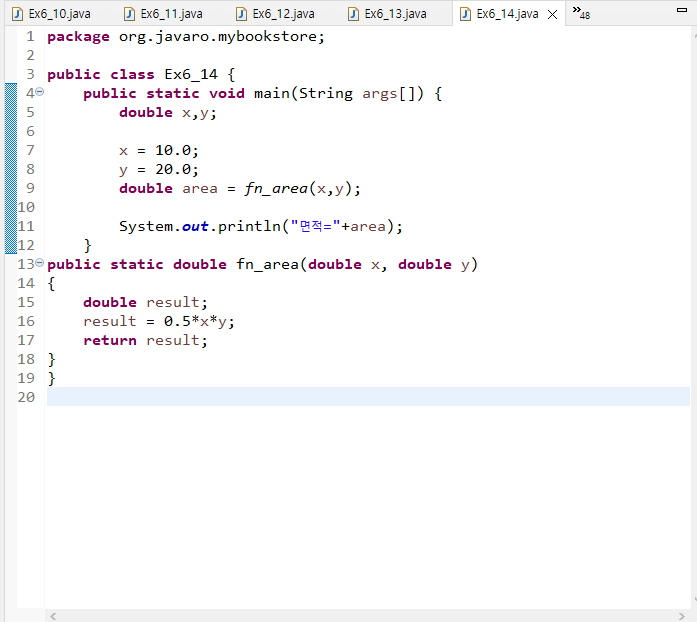 Ex6_10.java Ex6_11.java Ex6_12.java Ex6_13.java Ex6_14.java »48
1 package org.javaro.mybookstore;
2
3 public class Ex6_14 {
4     public static void main(String args[]) {
5         double x,y;
6
7         x = 10.0;
8         y = 20.0;
9         double area = fn_area(x,y);
10
11         System.out.println("면적="+area);
12     }
13 public static double fn_area(double x, double y)
14 {
15     double result;
16     result = 0.5*x*y;
17     return result;
18 }
19 }
20